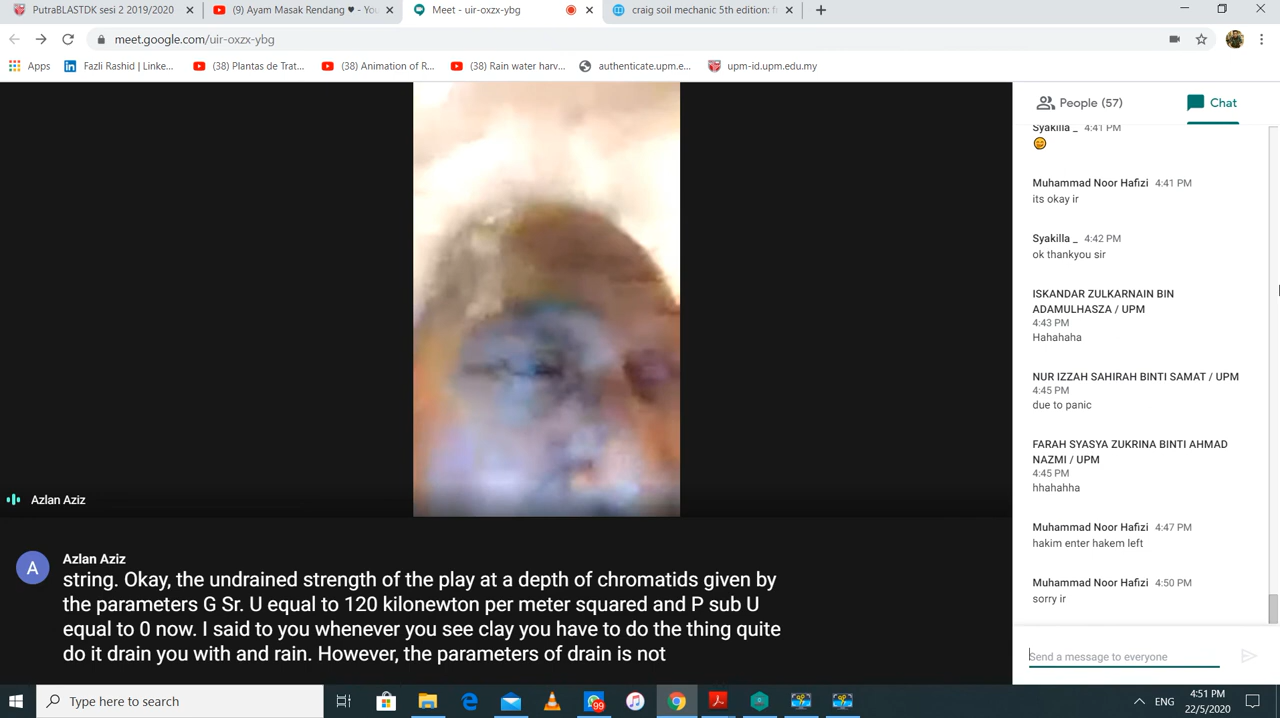 PutraBLASTDK sesi 2 2019/2020
(9) Ayam Masak Rendang ♥ - You
Meet - uir-oxzx-ybg
craig soil mechanic 5th edition: fr
meet.google.com/uir-oxzx-ybg
Apps
Fazli Rashid | Linke...
(38) Plantas de Trat...
(38) Animation of R...
(38) Rain water harv...
authenticate.upm.e...
upm-id.upm.edu.my
People (57)
Chat
Syakilla _ 4:41 PM
Muhammad Noor Hafizi 4:41 PM
its okay ir
Syakilla _ 4:42 PM
ok thankyou sir
ISKANDAR ZULKARNAIN BIN
ADAMULHASZA / UPM
4:43 PM
Hahahaha
NUR IZZAH SAHIRAH BINTI SAMAT / UPM
4:45 PM
due to panic
FARAH SYASYA ZUKRINA BINTI AHMAD
NAZMI / UPM
4:45 PM
hhahahha
Muhammad Noor Hafizi 4:47 PM
hakim enter hakem left
Muhammad Noor Hafizi 4:50 PM
sorry ir
Send a message to everyone
Azlan Aziz
A
Azlan Aziz
string. Okay, the undrained strength of the play at a depth of chromatids given by
the parameters G Sr. U equal to 120 kilonewton per meter squared and P sub U
equal to 0 now. I said to you whenever you see clay you have to do the thing quite
do it drain you with and rain. However, the parameters of drain is not
Type here to search
99
ENG
4:51 PM
22/5/2020